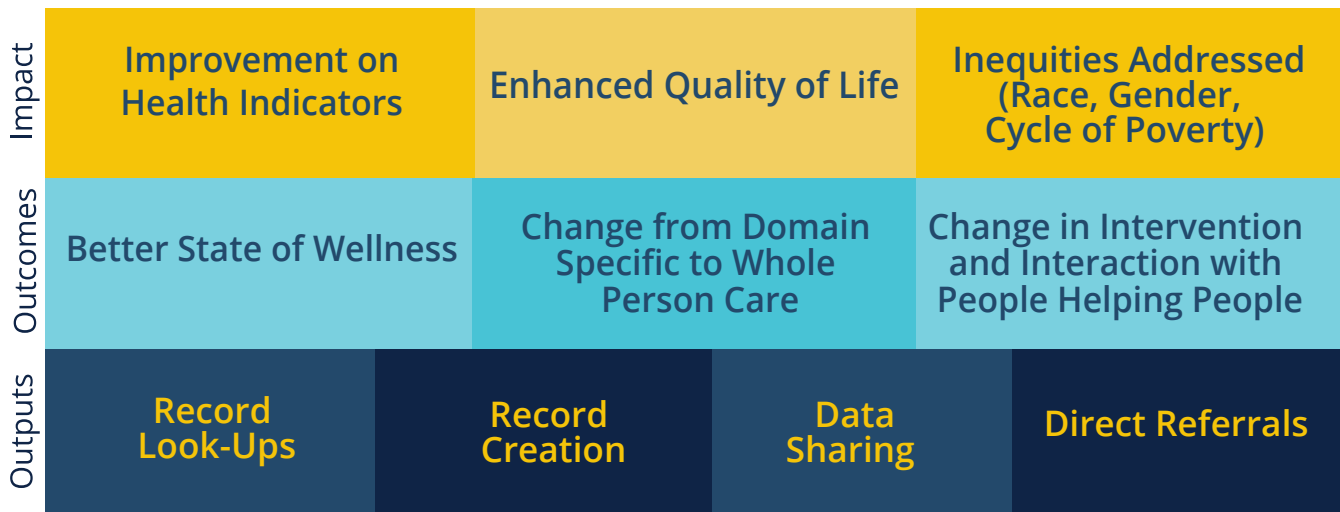 Impact
Improvement on
Health Indicators
Enhanced Quality of Life
Inequities Addressed
(Race, Gender,
Cycle of Poverty)
Outcomes
Better State of Wellness
Change from Domain
Specific to Whole
Person Care
Change in Intervention
and Interaction with
People Helping People
Outputs
Record
Look-Ups
Record
Creation
Data
Sharing
Direct Referrals